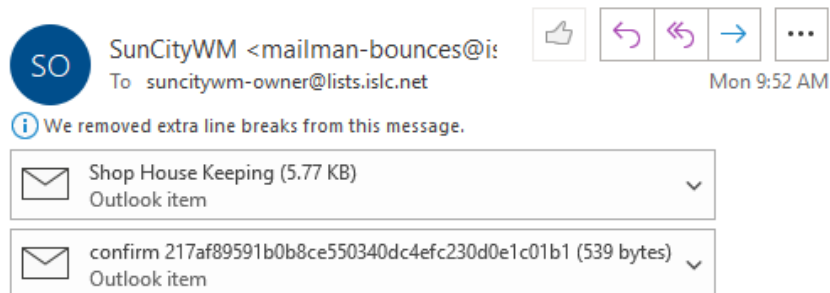 SO
SunCityWM <mailman-bounces@is
To suncitywm-owner@lists.islc.net
Mon 9:52 AM
We removed extra line breaks from this message.
Shop House Keeping (5.77 KB)
Outlook item
confirm 217af89591b0b8ce550340dc4efc230d0e1c01b1 (539 bytes)
Outlook item